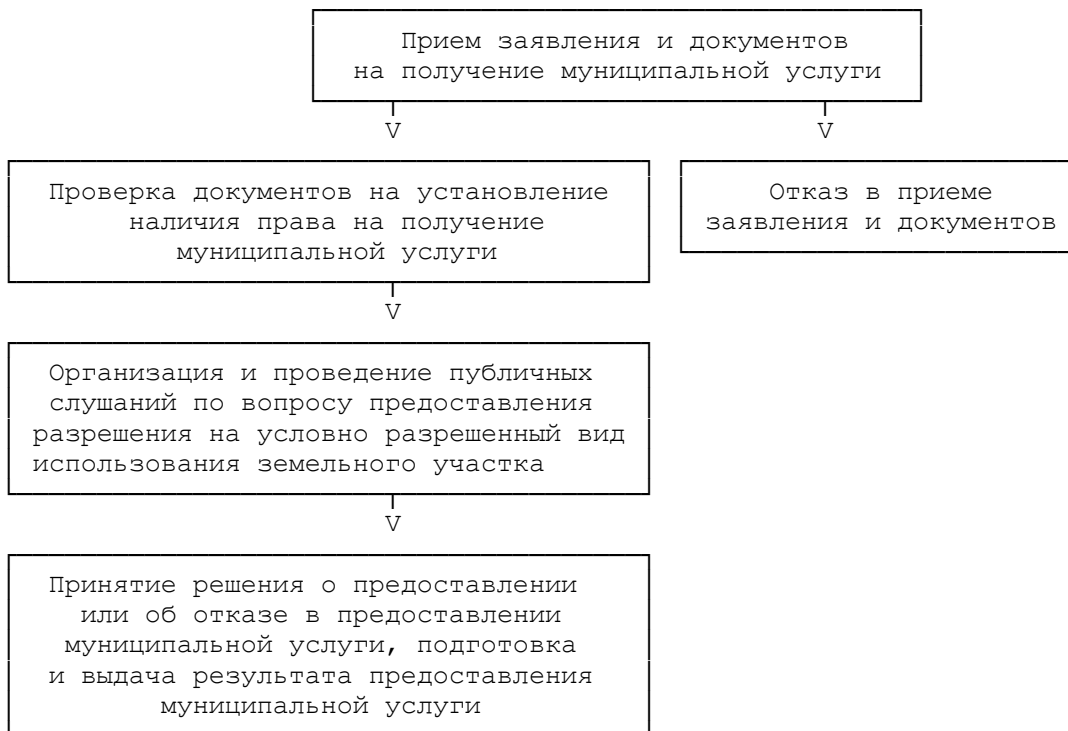 Прием заявления и документов
на получение муниципальной услуги
V
V
Проверка документов на установление
наличия права на получение
муниципальной услуги
Отказ в приеме
заявления и документов
V
Организация и проведение публичных
слушаний по вопросу предоставления
разрешения на условно разрешенный вид
использования земельного участка
V
Принятие решения о предоставлении
или об отказе в предоставлении
муниципальной услуги, подготовка
и выдача результата предоставления
муниципальной услуги